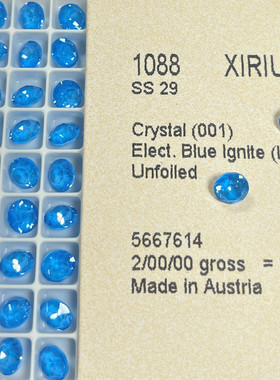 1088 XIRIU
SS 29
Crystal (001)
Elect. Blue Ignite (
Unfoiled
5667614
2/00/00 gross =
Made in Austria